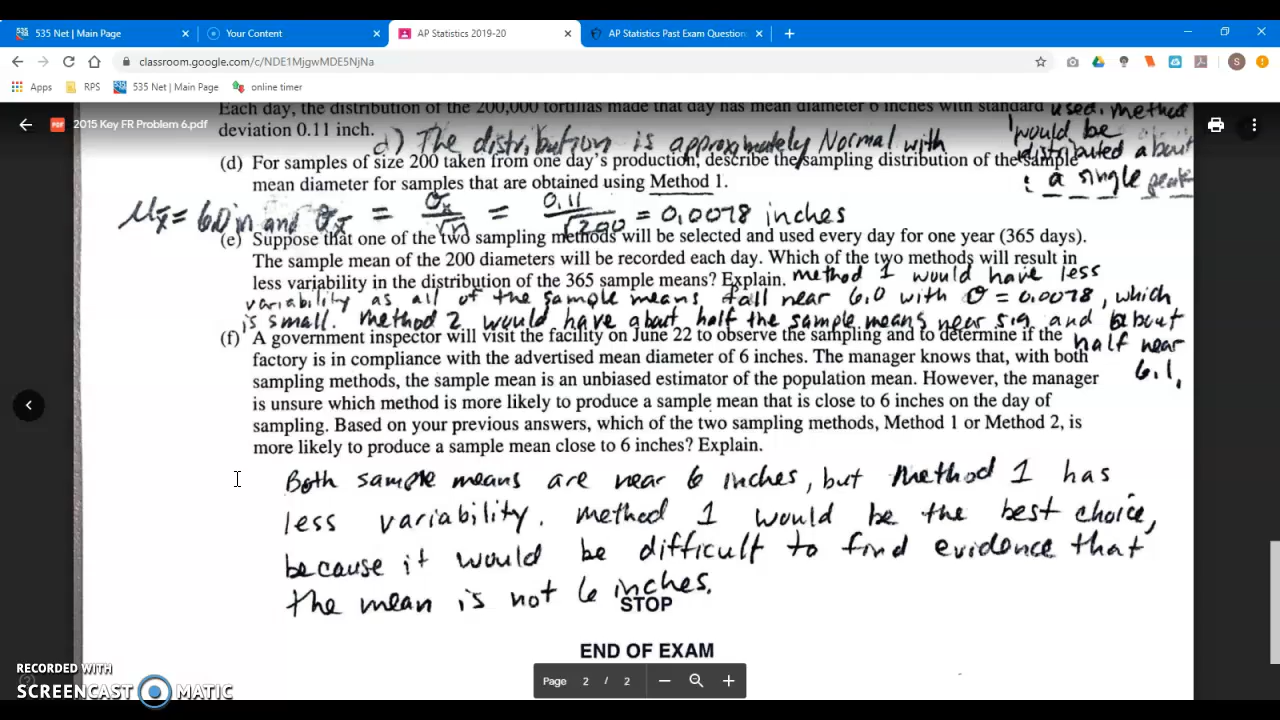 535 Net | Main Page
Your Content
AP Statistics 2019-20
AP Statistics Past Exam Question
classroom.google.com/c/NDE1MjgwMDE5NjNa
Apps
RPS
535 Net | Main Page
online timer
S
2015 Key FR Problem 6.pdf
Each day, the distribution of the 200,000 tortillas made that day has mean diameter 6 inches with standard
deviation 0.11 inch.
used. method
would be
distributed about
a single peak
d) The distribution is approximately Normal with
(d) For samples of size 200 taken from one day's production, describe the sampling distribution of the sample
mean diameter for samples that are obtained using Method 1.
μx̄ = 6.0 in and σx̄ = σx/√n = 0.11/√200 = 0.0078 inches
(e) Suppose that one of the two sampling methods will be selected and used every day for one year (365 days).
The sample mean of the 200 diameters will be recorded each day. Which of the two methods will result in
less variability in the distribution of the 365 sample means? Explain. method 1 would have less
variability as all of the sample means fall near 6.0 with σ = 0.0078, which
is small. Method 2 would have about half the sample means near 5.9 and about
half near
6.1.
(f) A government inspector will visit the facility on June 22 to observe the sampling and to determine if the
factory is in compliance with the advertised mean diameter of 6 inches. The manager knows that, with both
sampling methods, the sample mean is an unbiased estimator of the population mean. However, the manager
is unsure which method is more likely to produce a sample mean that is close to 6 inches on the day of
sampling. Based on your previous answers, which of the two sampling methods, Method 1 or Method 2, is
more likely to produce a sample mean close to 6 inches? Explain.
Both sample means are near 6 inches, but Method 1 has
less variability. Method 1 would be the best choice,
because it would be difficult to find evidence that
the mean is not 6 inches.
STOP
END OF EXAM
Page 2 / 2
RECORDED WITH
SCREENCAST MATIC